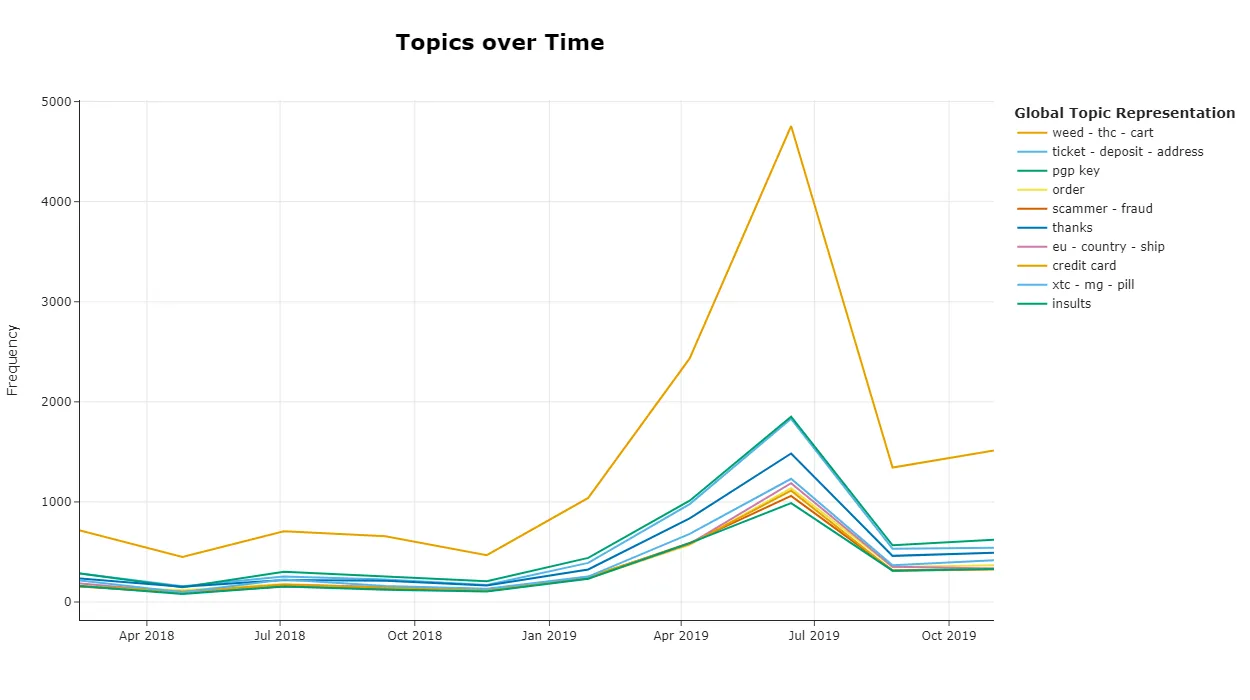 Topics over Time
Global Topic Representation
weed - thc - cart
ticket - deposit - address
pgp key
order
scammer - fraud
thanks
eu - country - ship
credit card
xtc - mg - pill
insults
Frequency
5000
4000
3000
2000
1000
0
Apr 2018
Jul 2018
Oct 2018
Jan 2019
Apr 2019
Jul 2019
Oct 2019